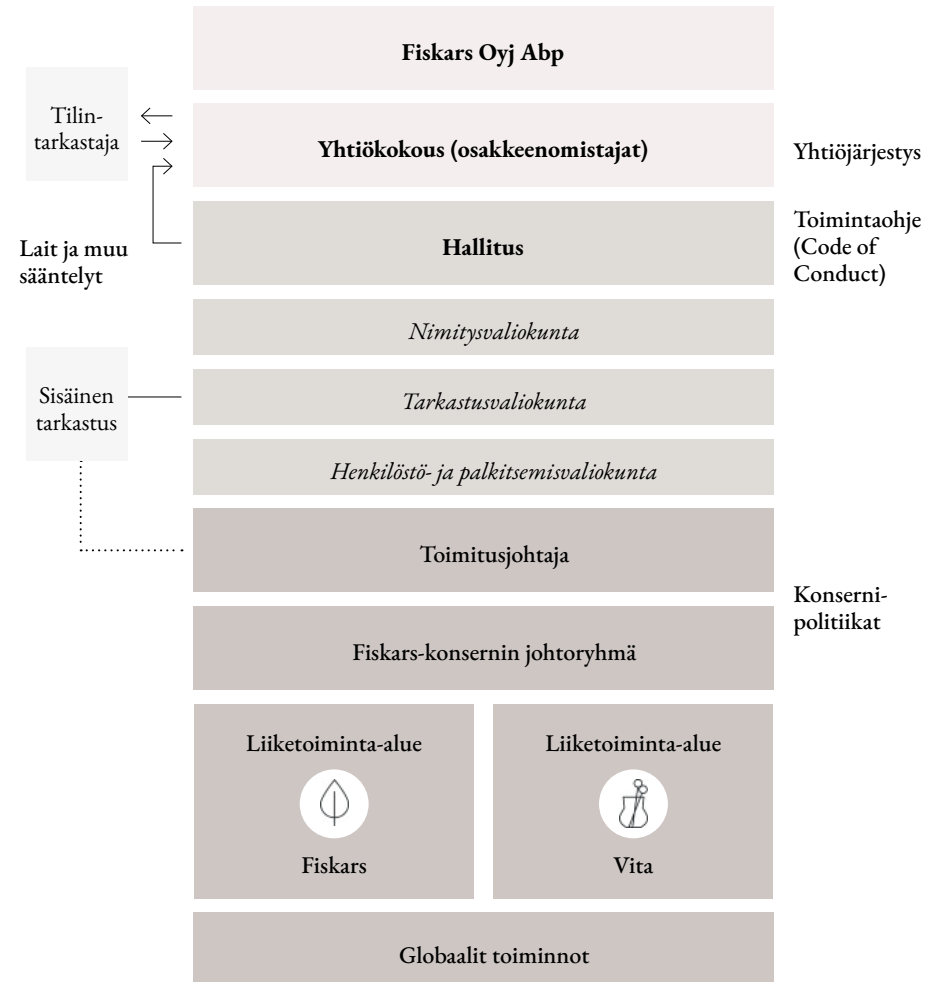 Fiskars Oyj Abp
Tilin-
tarkastaja
Yhtiökokous (osakkeenomistajat)
Yhtiöjärjestys
Hallitus
Toimintaohje
(Code of
Conduct)
Lait ja muu
sääntelyt
Nimitysvaliokunta
Sisäinen
tarkastus
Tarkastusvaliokunta
Henkilöstö- ja palkitsemisvaliokunta
Toimitusjohtaja
Konserni-
politiikat
Fiskars-konsernin johtoryhmä
Liiketoiminta-alue
Fiskars
Liiketoiminta-alue
Vita
Globaalit toiminnot